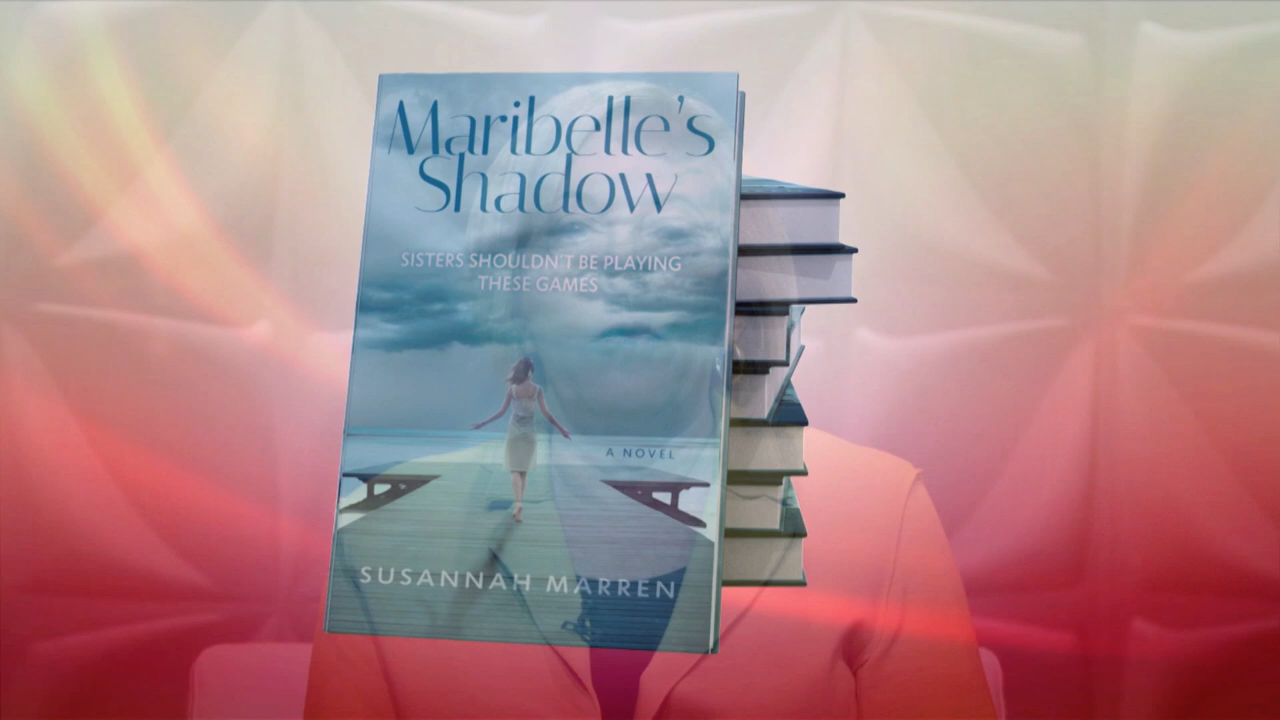 Maribelle's
Shadow
SISTERS SHOULDN'T BE PLAYING
THESE GAMES
A NOVEL
SUSANNAH MARREN